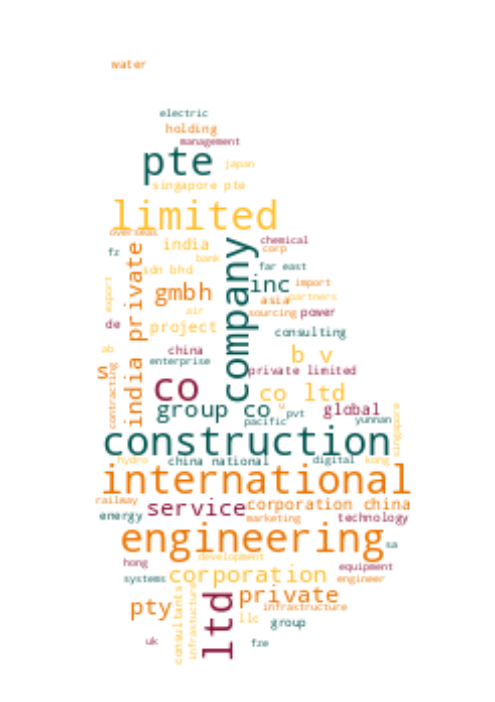 water
electric
holding
management
pte
japan
singapore pte
limited
overseas
india
chemical
corp
fz
bank
company
india private
sdn bhd
far east
inc
import
export
gmbh
asia
partners
air
sourcing
power
de
project
consulting
ab
china
enterprise
b v
s
private limited
co
co ltd
contracting
group co
c
pvt
global
pacific
yunnan
singapore
construction
hydro
china national
digital
kong
international
railway
service
corporation china
energy
marketing
technology
engineering
sa
development
hong
equipment
systems
corporation
engineer
consultants
infrastucture
ltd
private
pty
infrastructure
llc
group
uk
fze